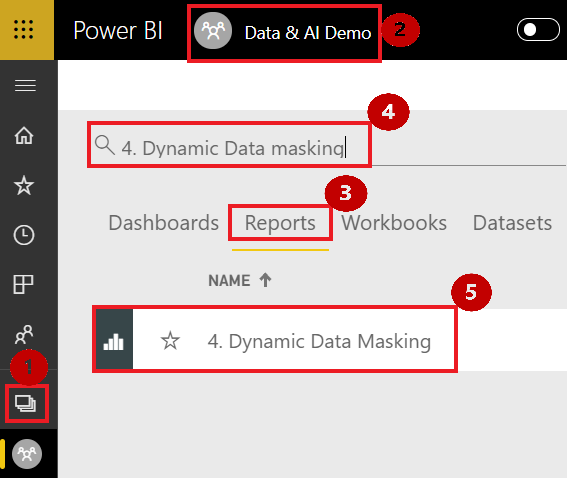 Power BI
Data & AI Demo
2
4
4. Dynamic Data masking
3
Dashboards Reports Workbooks Datasets
NAME
5
4. Dynamic Data Masking
1